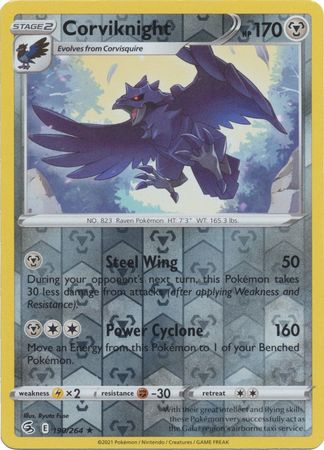 STAGE2 Corviknight HP 170
Evolves from Corvisquire
NO. 823 Raven Pokémon HT: 7'3" WT: 165.3 lbs.
Steel Wing 50
During your opponent's next turn, this Pokémon takes
30 less damage from attacks (after applying Weakness and
Resistance).
Power Cyclone 160
Move an Energy from this Pokémon to 1 of your Benched
Pokémon.
weakness ×2 resistance -30 retreat
Illus. Ryuta Fuse
With their great intellect and flying
skills, these Pokémon very successfully act as
the Galar region's airborne taxi service.
E 199/264 ★
©2021 Pokémon / Nintendo / Creatures / GAME FREAK